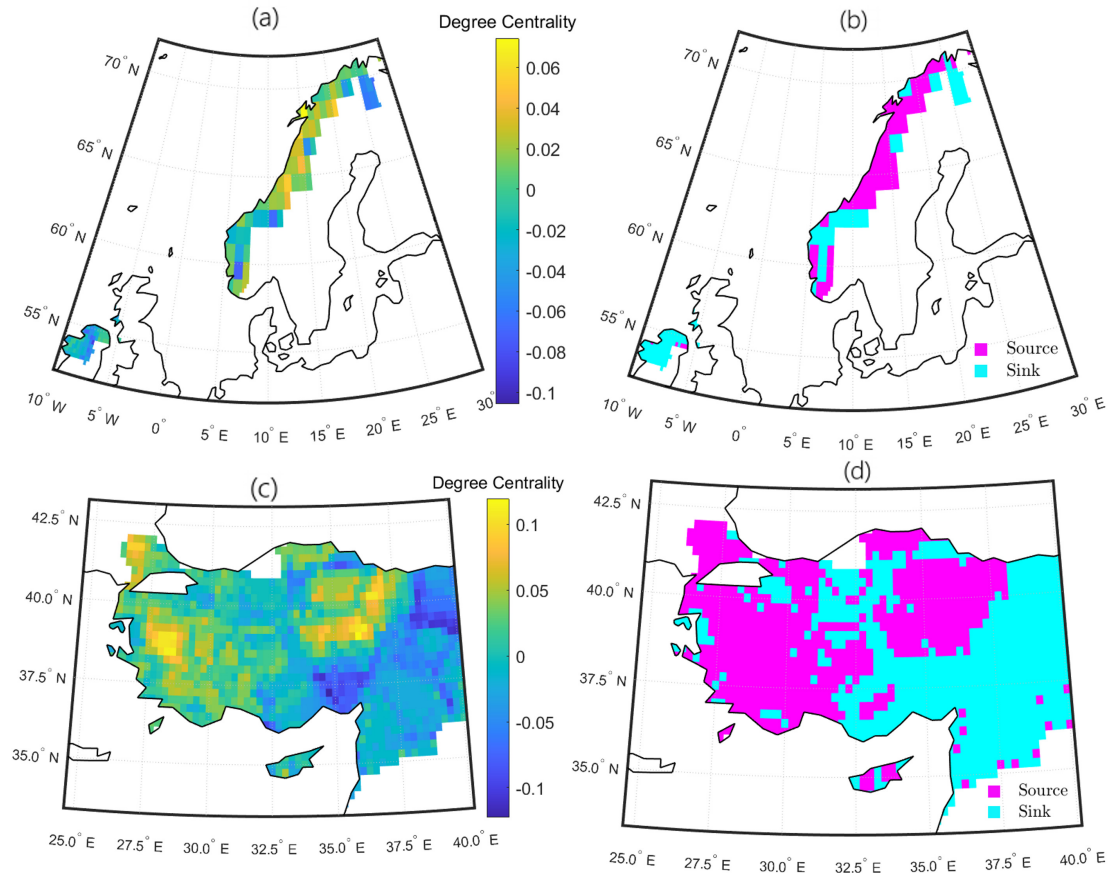 (a)
Degree Centrality
70° N
65° N
60° N
55° N
10° W
5° W
0°
5° E
10° E
15° E
20° E
25° E
30° E
0.06
0.04
0.02
0
-0.02
-0.04
-0.06
-0.08
-0.1
(b)
70° N
65° N
60° N
55° N
10° W
5° W
0°
5° E
10° E
15° E
20° E
25° E
30° E
Source
Sink
(c)
Degree Centrality
42.5° N
40.0° N
37.5° N
35.0° N
25.0° E
27.5° E
30.0° E
32.5° E
35.0° E
37.5° E
40.0° E
0.1
0.05
0
-0.05
-0.1
(d)
42.5° N
40.0° N
37.5° N
35.0° N
25.0° E
27.5° E
30.0° E
32.5° E
35.0° E
37.5° E
40.0° E
Source
Sink